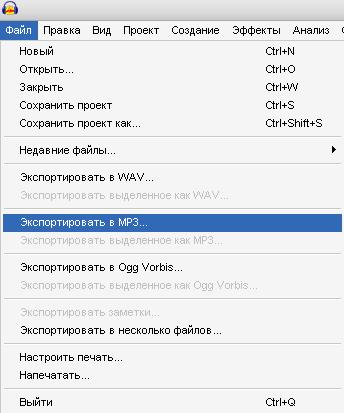 Файл Правка Вид Проект Создание Эффекты Анализ
Новый Ctrl+N
Открыть... Ctrl+O
Закрыть Ctrl+W
Сохранить проект Ctrl+S
Сохранить проект как... Ctrl+Shift+S
Недавние файлы...
Экспортировать в WAV...
Экспортировать выделенное как WAV...
Экспортировать в MP3...
Экспортировать выделенное как MP3...
Экспортировать в Ogg Vorbis...
Экспортировать выделенное как Ogg Vorbis...
Экспортировать заметки...
Экспортировать в несколько файлов...
Настроить печать...
Напечатать...
Выйти Ctrl+Q